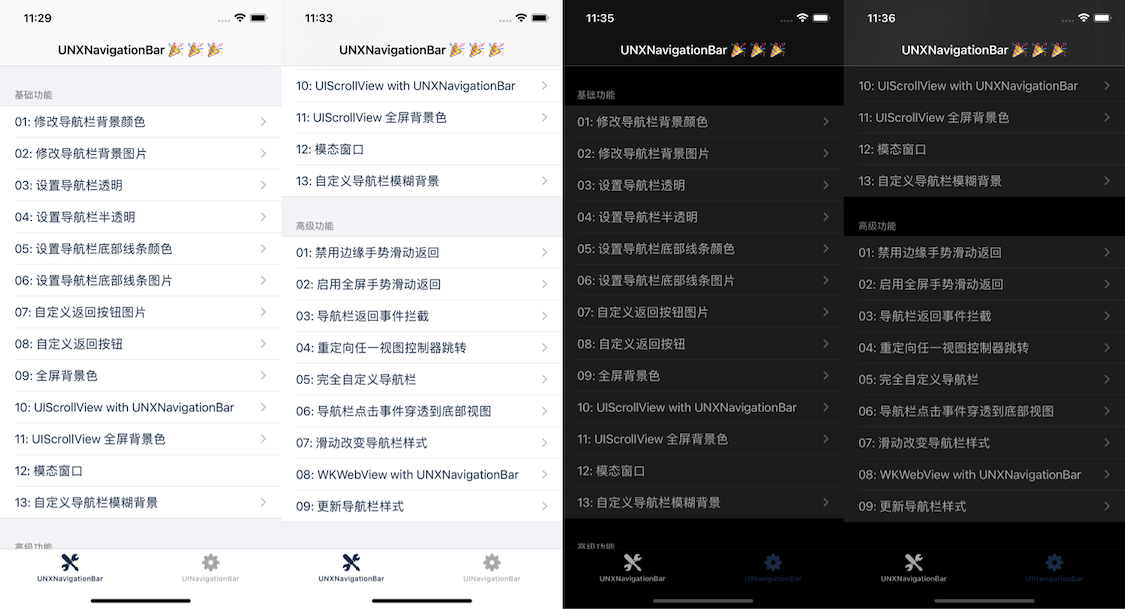 11:29
UNXNavigationBar 🎉 🎉 🎉
基础功能
01: 修改导航栏背景颜色
02: 修改导航栏背景图片
03: 设置导航栏透明
04: 设置导航栏半透明
05: 设置导航栏底部线条颜色
06: 设置导航栏底部线条图片
07: 自定义返回按钮图片
08: 自定义返回按钮
09: 全屏背景色
10: UIScrollView with UNXNavigationBar
11: UIScrollView 全屏背景色
12: 模态窗口
13: 自定义导航栏模糊背景
高级功能
UNXNavigationBar
UINavigationBar
11:33
UNXNavigationBar 🎉 🎉 🎉
10: UIScrollView with UNXNavigationBar
11: UIScrollView 全屏背景色
12: 模态窗口
13: 自定义导航栏模糊背景
高级功能
01: 禁用边缘手势滑动返回
02: 启用全屏手势滑动返回
03: 导航栏返回事件拦截
04: 重定向任一视图控制器跳转
05: 完全自定义导航栏
06: 导航栏点击事件穿透到底部视图
07: 滑动改变导航栏样式
08: WKWebView with UNXNavigationBar
09: 更新导航栏样式
UNXNavigationBar
UINavigationBar
11:35
UNXNavigationBar 🎉 🎉 🎉
基础功能
01: 修改导航栏背景颜色
02: 修改导航栏背景图片
03: 设置导航栏透明
04: 设置导航栏半透明
05: 设置导航栏底部线条颜色
06: 设置导航栏底部线条图片
07: 自定义返回按钮图片
08: 自定义返回按钮
09: 全屏背景色
10: UIScrollView with UNXNavigationBar
11: UIScrollView 全屏背景色
12: 模态窗口
13: 自定义导航栏模糊背景
高级功能
UNXNavigationBar
UINavigationBar
11:36
UNXNavigationBar 🎉 🎉 🎉
10: UIScrollView with UNXNavigationBar
11: UIScrollView 全屏背景色
12: 模态窗口
13: 自定义导航栏模糊背景
高级功能
01: 禁用边缘手势滑动返回
02: 启用全屏手势滑动返回
03: 导航栏返回事件拦截
04: 重定向任一视图控制器跳转
05: 完全自定义导航栏
06: 导航栏点击事件穿透到底部视图
07: 滑动改变导航栏样式
08: WKWebView with UNXNavigationBar
09: 更新导航栏样式
UNXNavigationBar
UINavigationBar